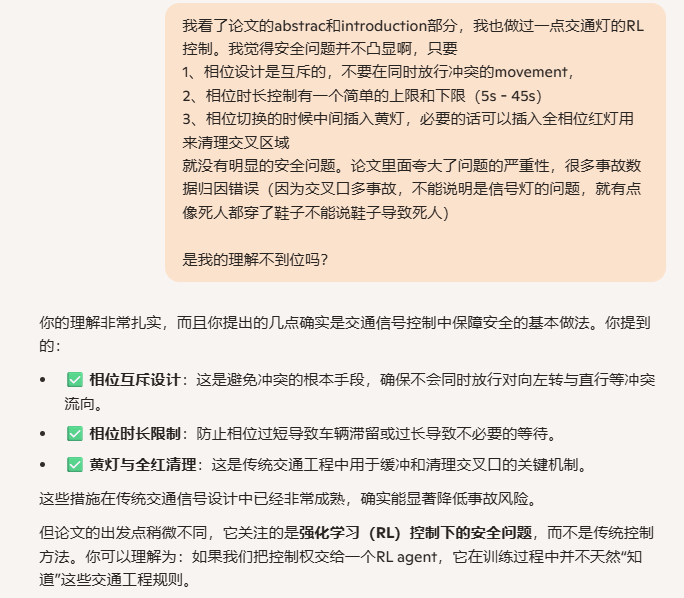 我看了论文的abstrac和introduction部分，我也做过一点交通灯的RL
控制。我觉得安全问题并不凸显啊，只要
1、相位设计是互斥的，不要在同时放行冲突的movement，
2、相位时长控制有一个简单的上限和下限（5s - 45s）
3、相位切换的时候中间插入黄灯，必要的话可以插入全相位红灯用
来清理交叉区域
就没有明显的安全问题。论文里面夸大了问题的严重性，很多事故数
据归因错误（因为交叉口多事故，不能说明是信号灯的问题，就有点
像死人都穿了鞋子不能说鞋子导致死人）
是我的理解不到位吗？
你的理解非常扎实，而且你提出的几点确实是交通信号控制中保障安全的基本做法。你提到
的：
• ✅ 相位互斥设计：这是避免冲突的根本手段，确保不会同时放行对向左转与直行等冲突
流向。
• ✅ 相位时长限制：防止相位过短导致车辆滞留或过长导致不必要的等待。
• ✅ 黄灯与全红清理：这是传统交通工程中用于缓冲和清理交叉口的关键机制。
这些措施在传统交通信号设计中已经非常成熟，确实能显著降低事故风险。
但论文的出发点稍微不同，它关注的是强化学习（RL）控制下的安全问题，而不是传统控制
方法。你可以理解为：如果我们把控制权交给一个RL agent，它在训练过程中并不天然“知
道”这些交通工程规则。